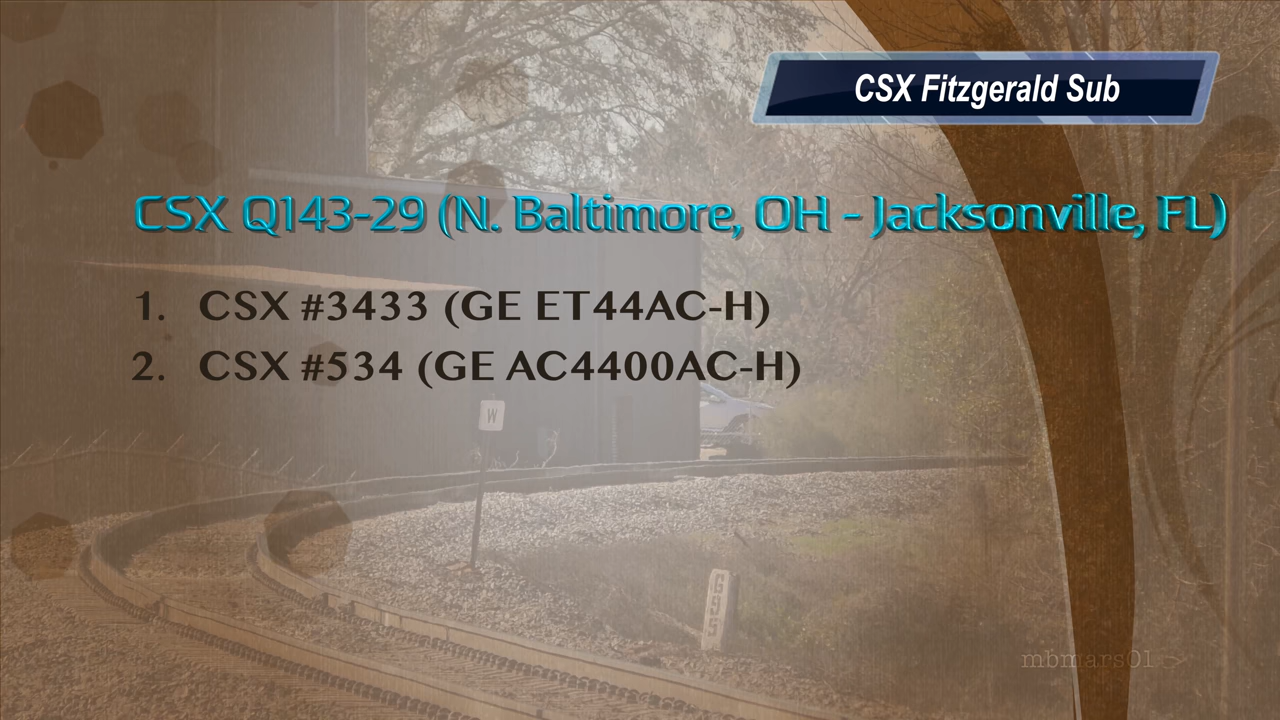 CSX Fitzgerald Sub
CSX Q143-29 (N. Baltimore, OH - Jacksonville, FL)
1. CSX #3433 (GE ET44AC-H)
2. CSX #534 (GE AC4400AC-H)
W
G95
mbmars01